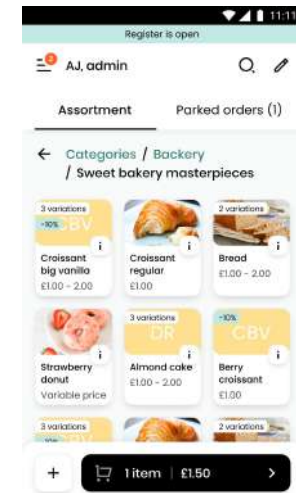 11:11
Register is open
2
AJ, admin
Assortment
Parked orders (1)
Categories / Backery
/ Sweet bakery masterpieces
3 variations
-10%
CBV
i
Croissant
big vanilla
£1.00 - 2.00
i
Croissant
regular
£1.00
2 variations
i
Bread
£1.00 - 2.00
i
Strawberry
donut
Variable price
3 variations
DR
i
Almond cake
£1.00 - 2.00
-10%
CBV
i
Berry
croissant
£1.00
3 variations
-10%
2 variations
+
1 item | £1.50